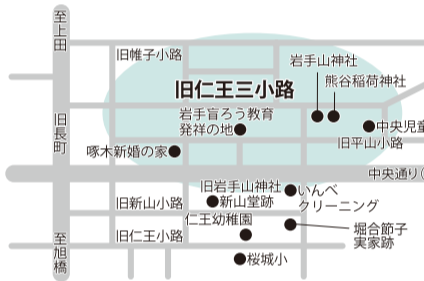 至上田
旧帷子小路
岩手山神社
熊谷稲荷神社
旧仁王三小路
岩手盲ろう教育
発祥の地
中央児童
旧平山小路
旧長町
啄木新婚の家
中央通り(
旧岩手山神社
新山堂跡
いんべ
クリーニング
旧新山小路
仁王幼稚園
堀合節子
実家跡
旧仁王小路
至旭橋
桜城小